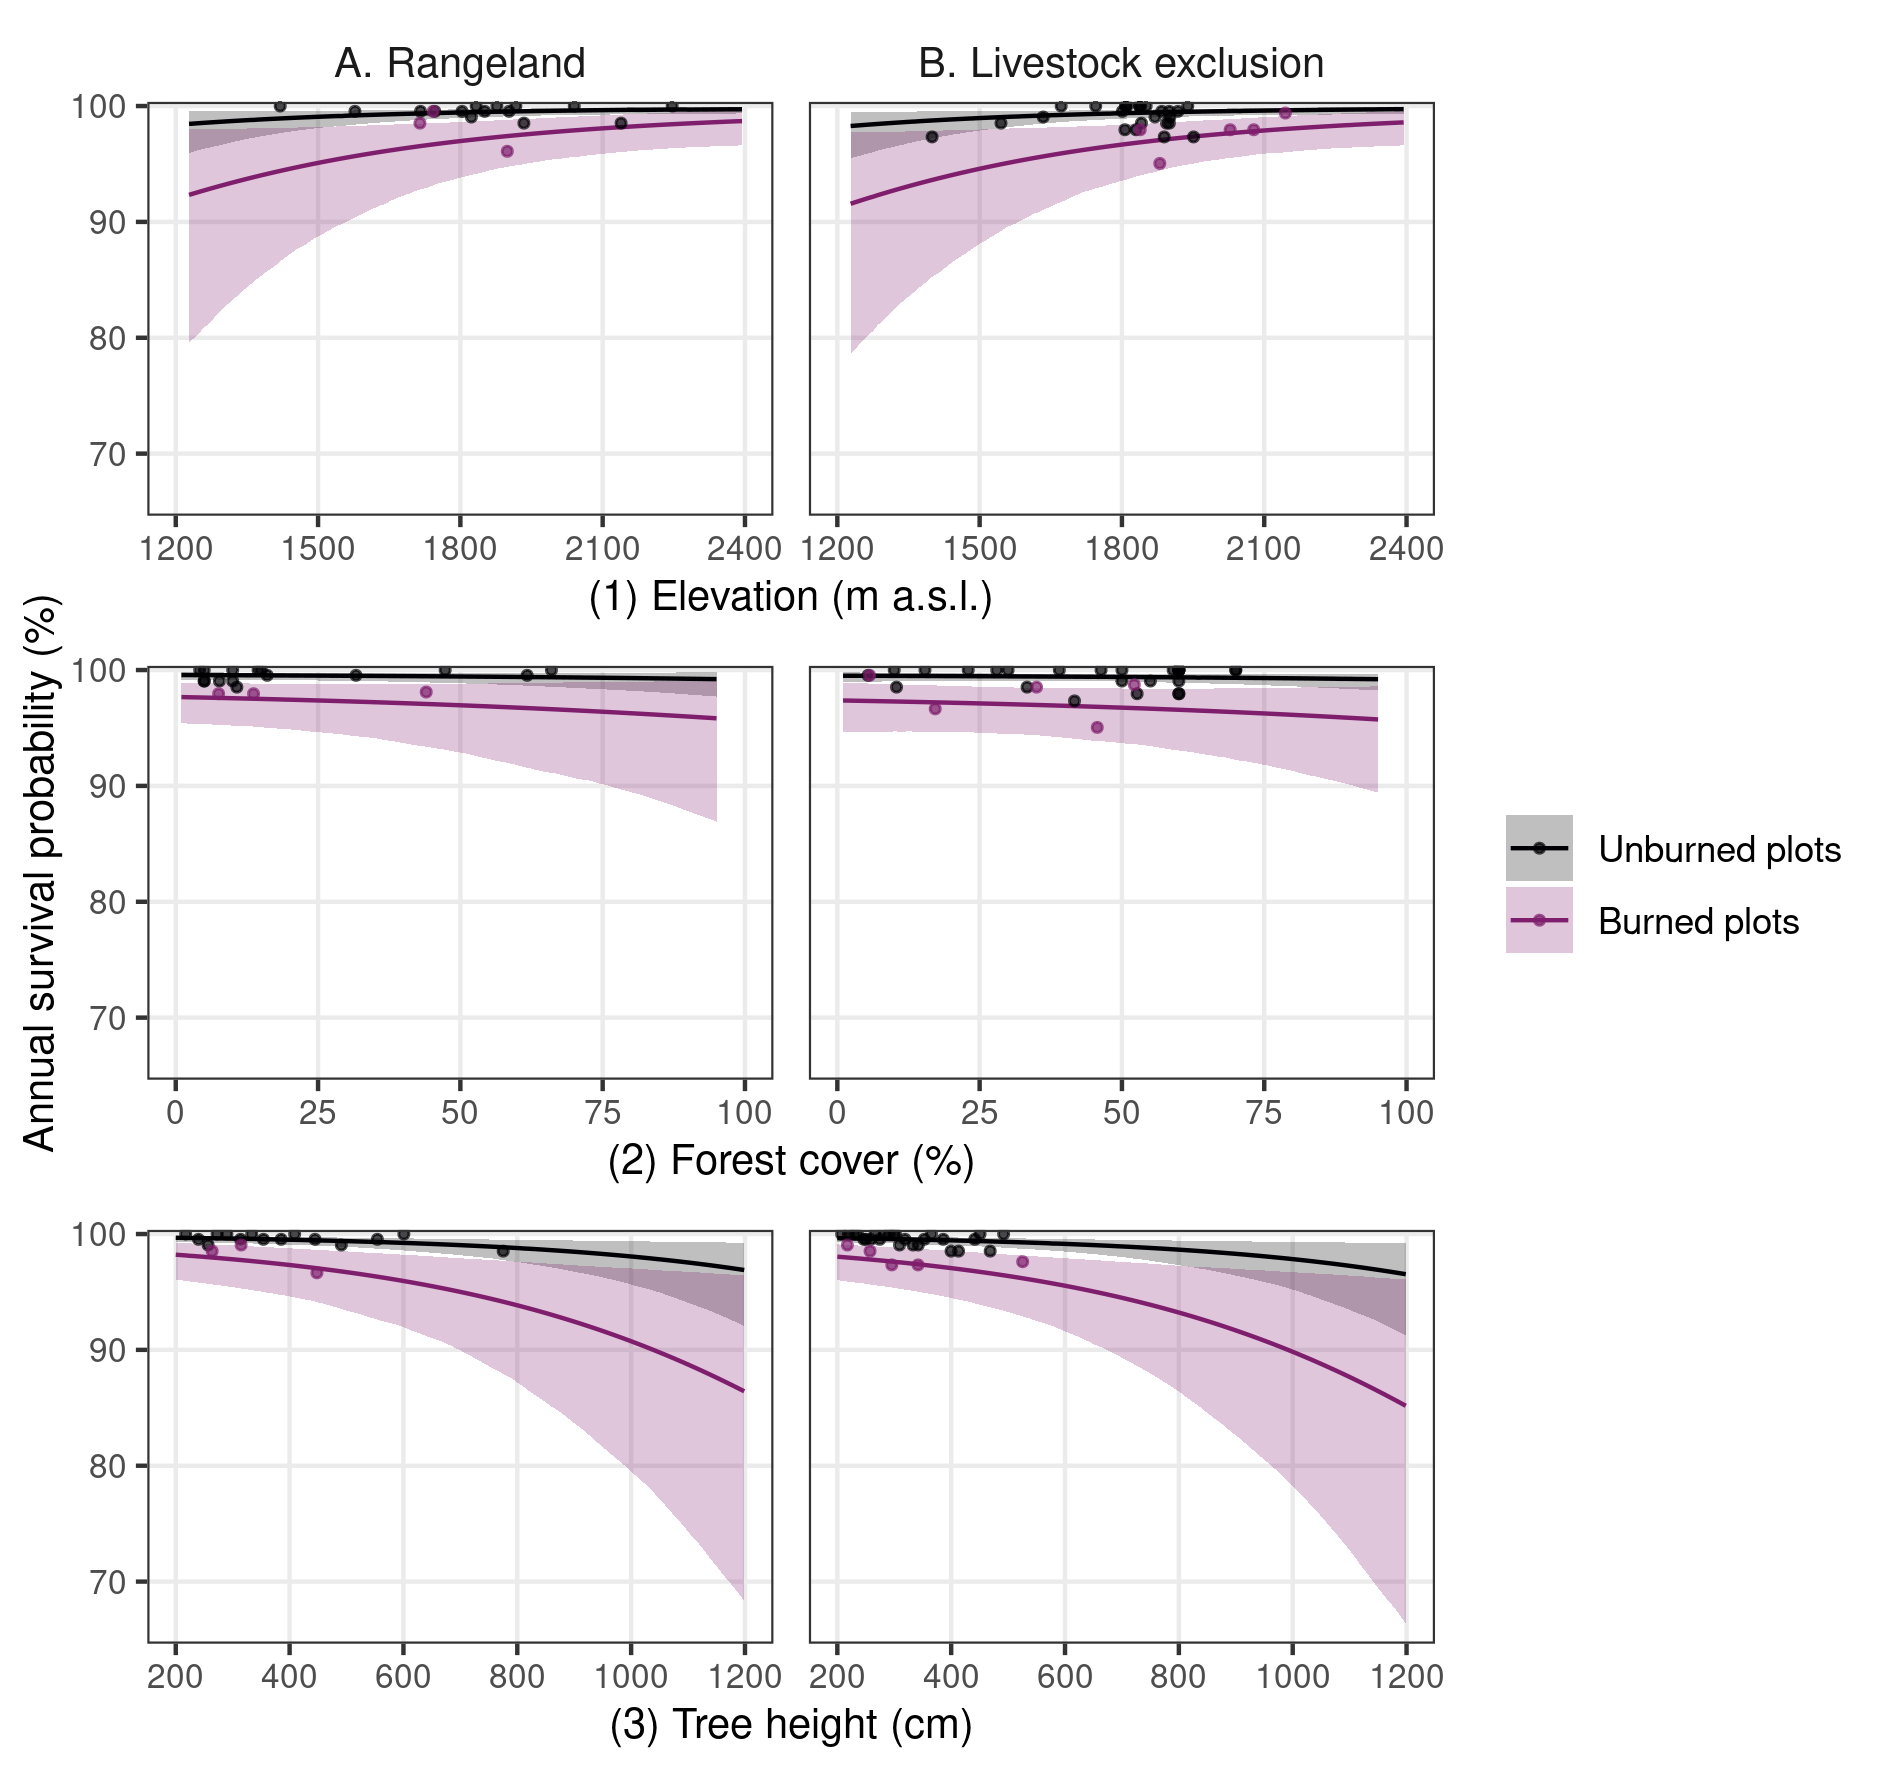 A. Rangeland
B. Livestock exclusion
100
90
80
70
1200 1500 1800 2100 2400
1200 1500 1800 2100 2400
(1) Elevation (m a.s.l.)
Annual survival probability (%)
100
90
80
70
0 25 50 75 100
0 25 50 75 100
(2) Forest cover (%)
Unburned plots
Burned plots
100
90
80
70
200 400 600 800 1000 1200
200 400 600 800 1000 1200
(3) Tree height (cm)